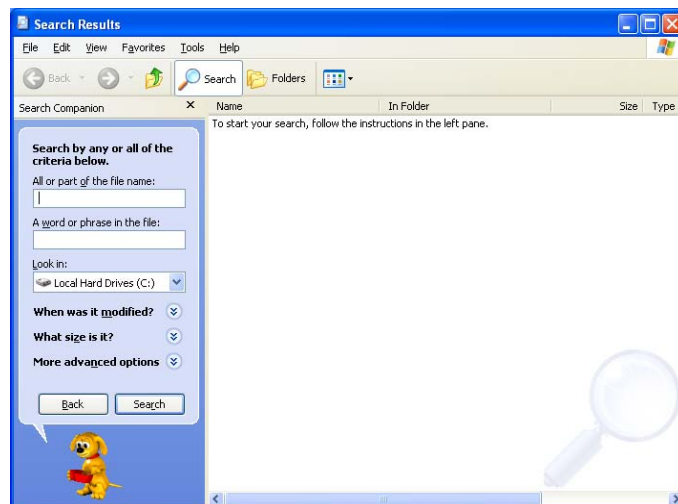 Search Results
File Edit View Favorites Tools Help
Back Search Folders
Search Companion
Name In Folder Size Type
To start your search, follow the instructions in the left pane.
Search by any or all of the
criteria below.
All or part of the file name:
A word or phrase in the file:
Look in:
Local Hard Drives (C:)
When was it modified?
What size is it?
More advanced options
Back Search